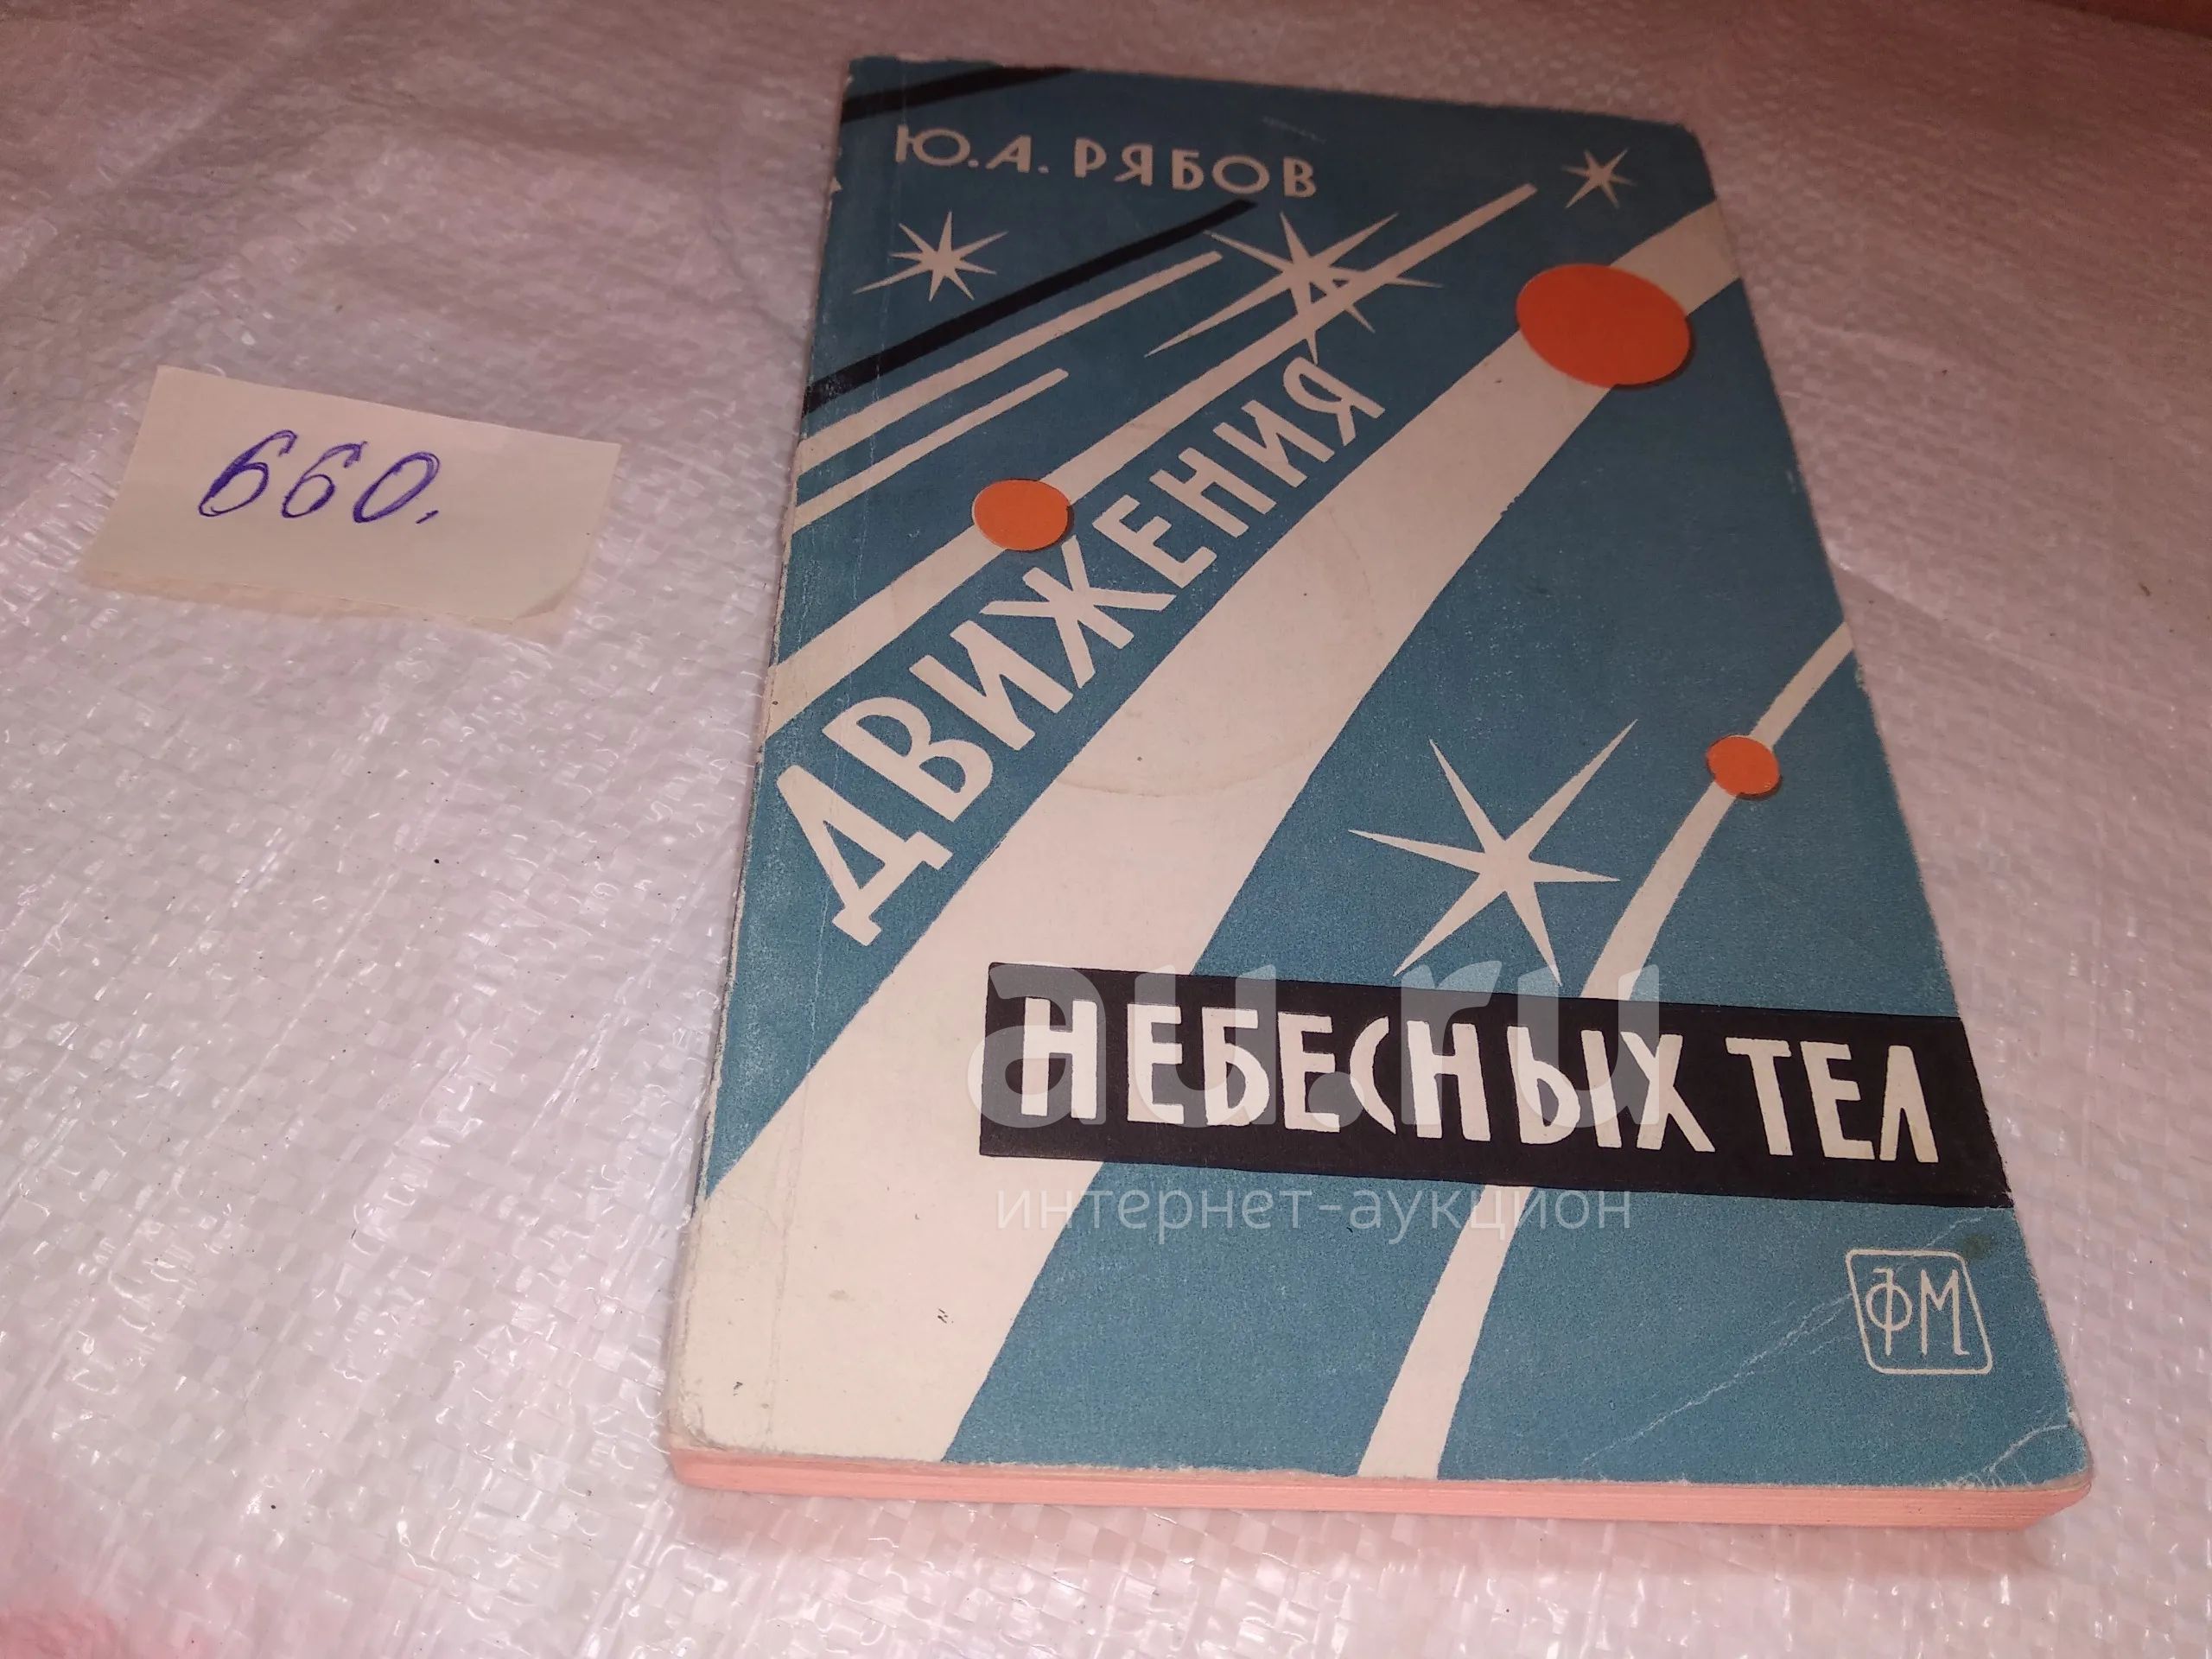 Ю.А. РЯБОВ
660.
ДВИЖЕНИЯ
НЕБЕСНЫХ ТЕЛ
au.ru
интернет-аукцион
ФМ